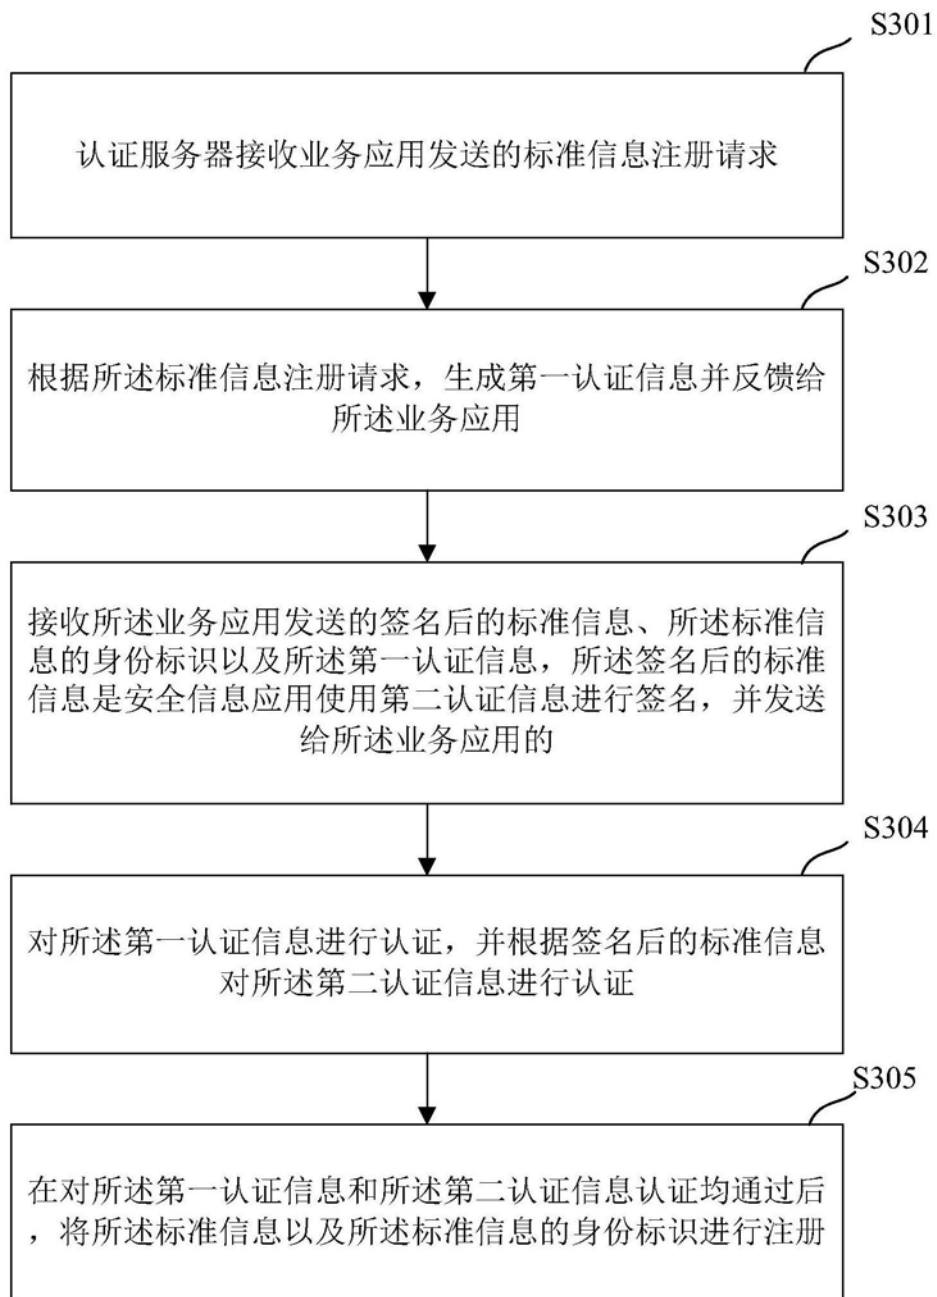 S301
认证服务器接收业务应用发送的标准信息注册请求
S302
根据所述标准信息注册请求，生成第一认证信息并反馈给
所述业务应用
S303
接收所述业务应用发送的签名后的标准信息、所述标准信
息的身份标识以及所述第一认证信息，所述签名后的标准
信息是安全信息应用使用第二认证信息进行签名，并发送
给所述业务应用的
S304
对所述第一认证信息进行认证，并根据签名后的标准信息
对所述第二认证信息进行认证
S305
在对所述第一认证信息和所述第二认证信息认证均通过后
，将所述标准信息以及所述标准信息的身份标识进行注册